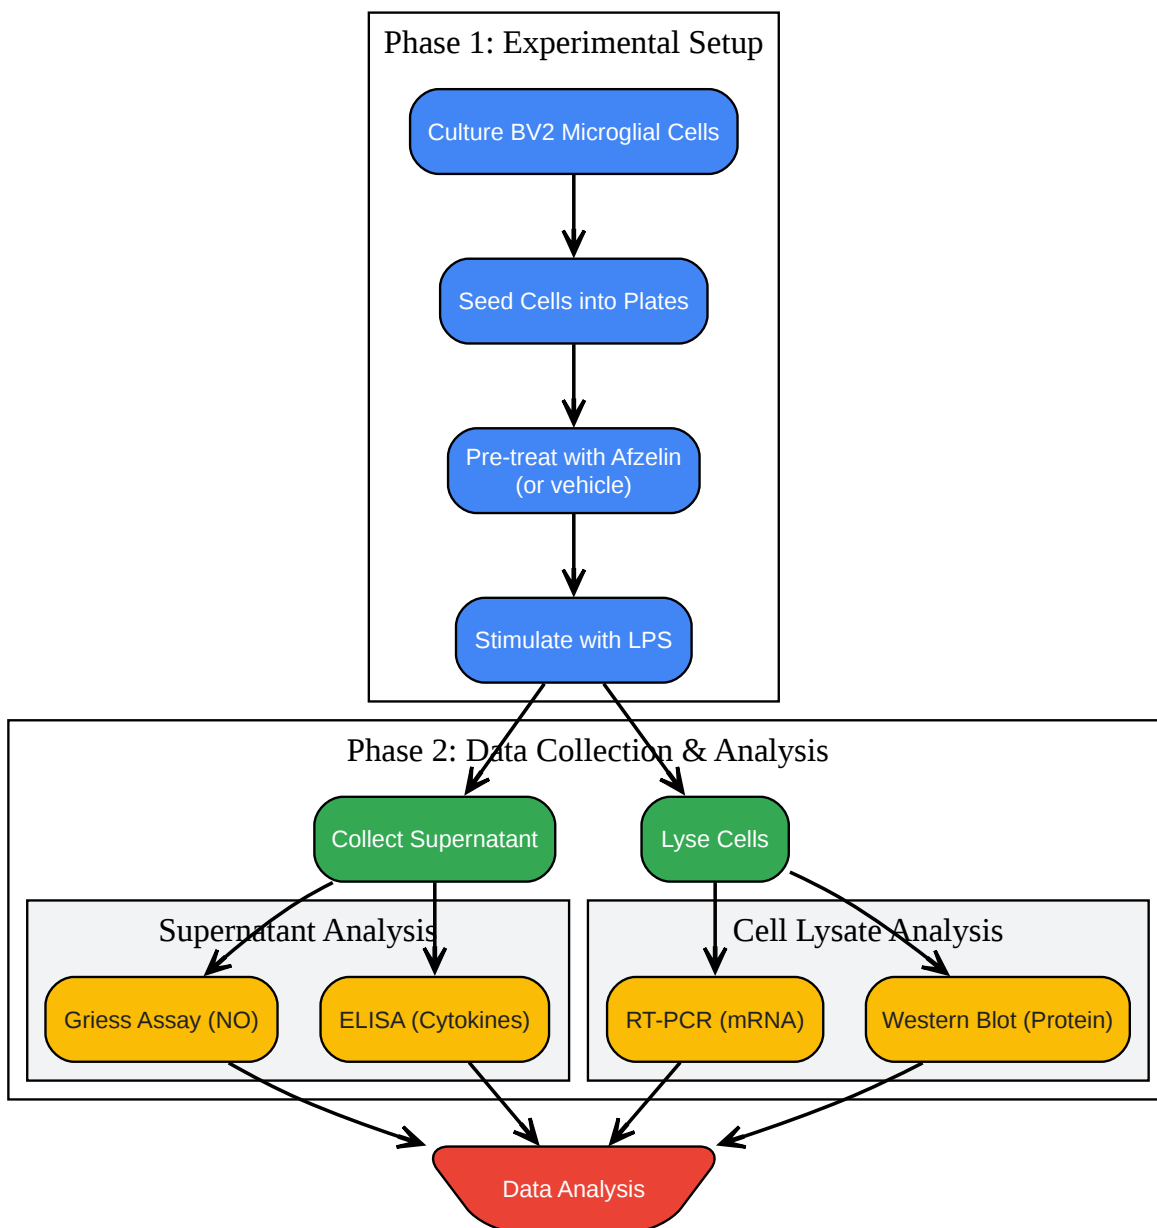 Phase 1: Experimental Setup
Culture BV2 Microglial Cells
Seed Cells into Plates
Pre-treat with Afzelin
(or vehicle)
Stimulate with LPS
Phase 2: Data Collection & Analysis
Collect Supernatant
Lyse Cells
Supernatant Analysis
Cell Lysate Analysis
Griess Assay (NO)
ELISA (Cytokines)
RT-PCR (mRNA)
Western Blot (Protein)
Data Analysis